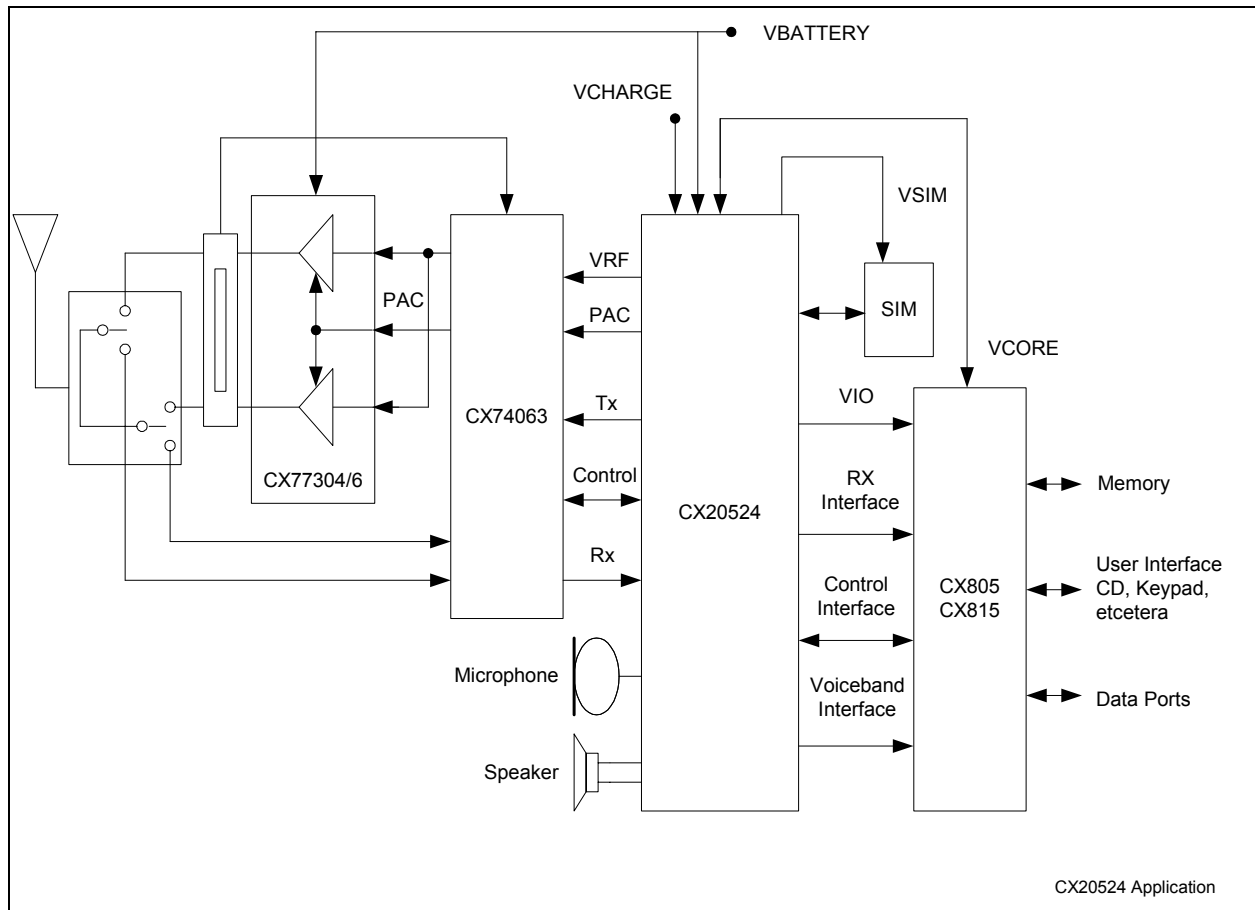 VBATTERY
VCHARGE
VSIM
VRF
PAC
SIM
PAC
VCORE
VIO
Tx
CX74063
CX77304/6
Control
RX
Interface
CX20524
Memory
Rx
Control
Interface
CX805
CX815
User Interface
CD, Keypad,
etcetera
Microphone
Voiceband
Interface
Data Ports
Speaker
CX20524 Application